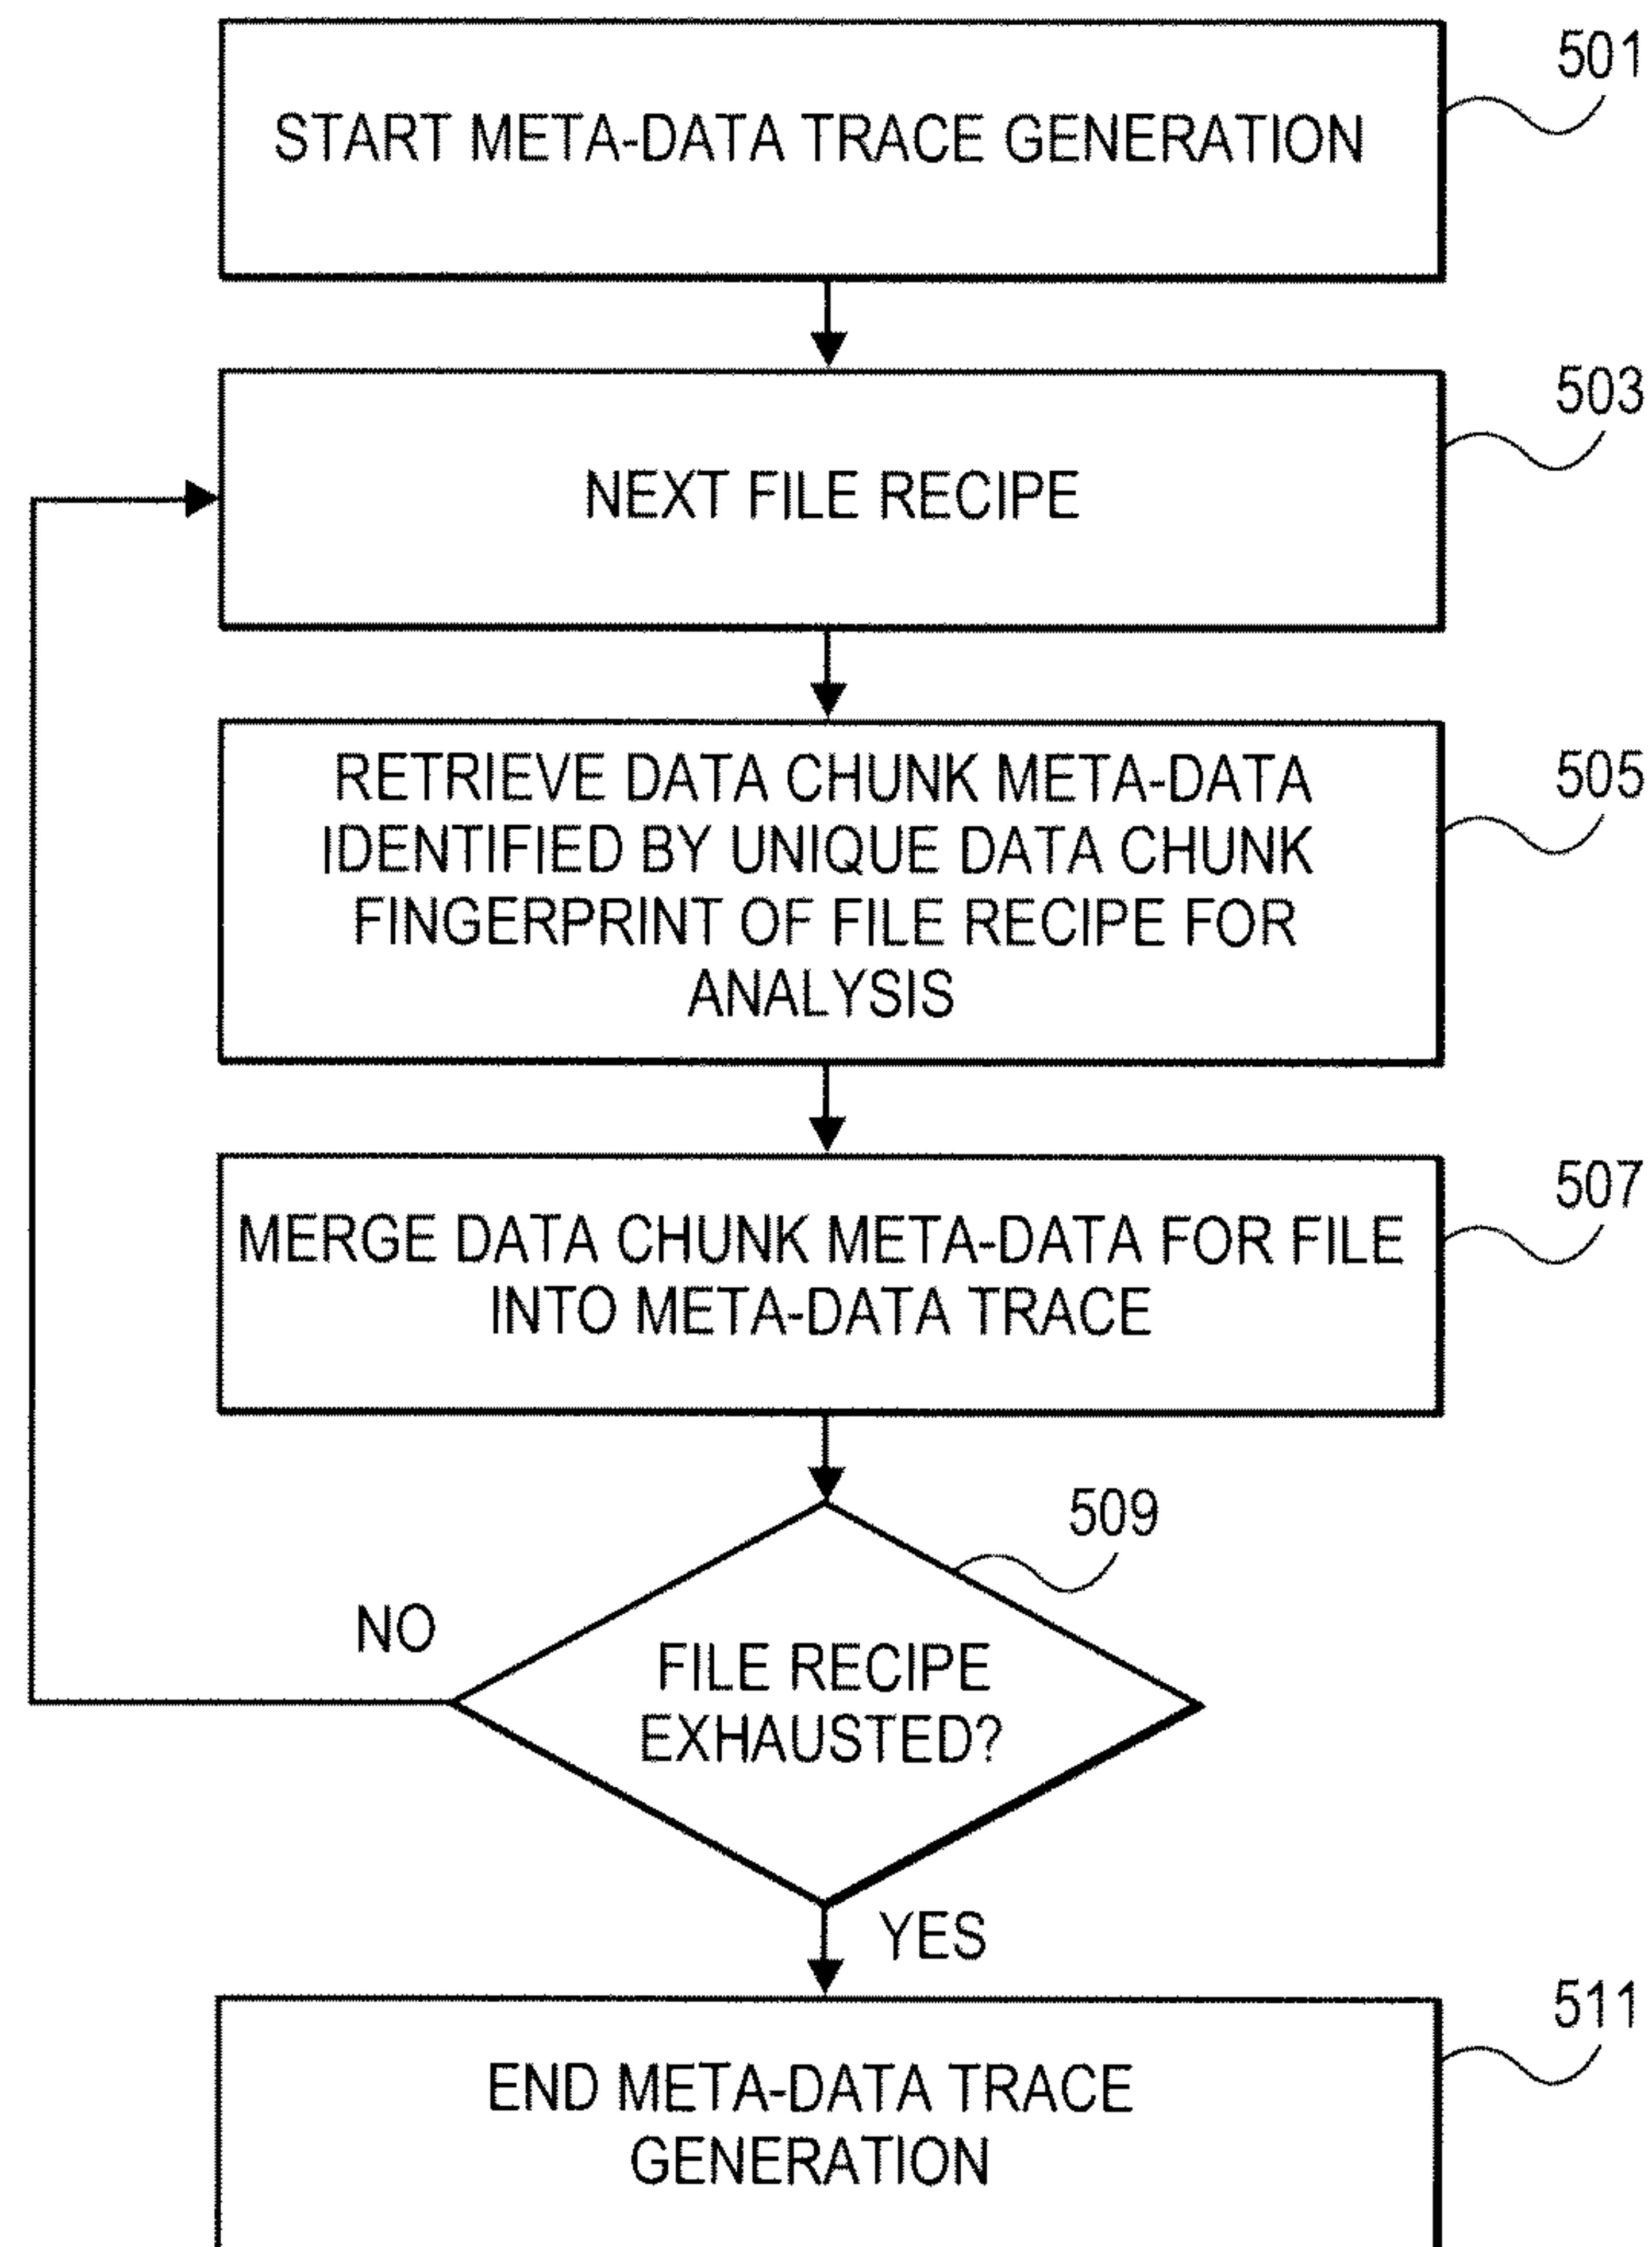 501
START META-DATA TRACE GENERATION
503
NEXT FILE RECIPE
505
RETRIEVE DATA CHUNK META-DATA
IDENTIFIED BY UNIQUE DATA CHUNK
FINGERPRINT OF FILE RECIPE FOR
ANALYSIS
507
MERGE DATA CHUNK META-DATA FOR FILE
INTO META-DATA TRACE
509
NO
FILE RECIPE
EXHAUSTED?
YES
511
END META-DATA TRACE
GENERATION